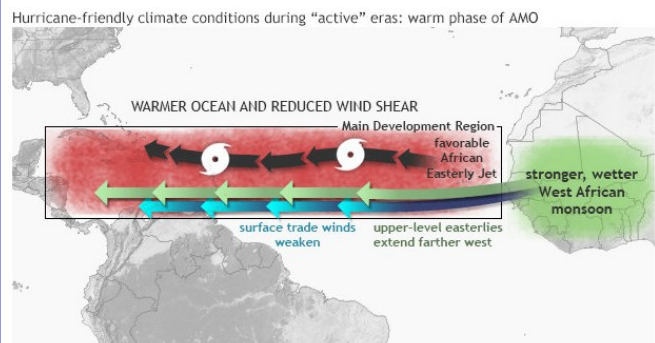 Hurricane-friendly climate conditions during “active” eras: warm phase of AMO
WARMER OCEAN AND REDUCED WIND SHEAR
Main Development Region
favorable
African
Easterly Jet
stronger, wetter
West African
monsoon
surface trade winds
weaken
upper-level easterlies
extend farther west